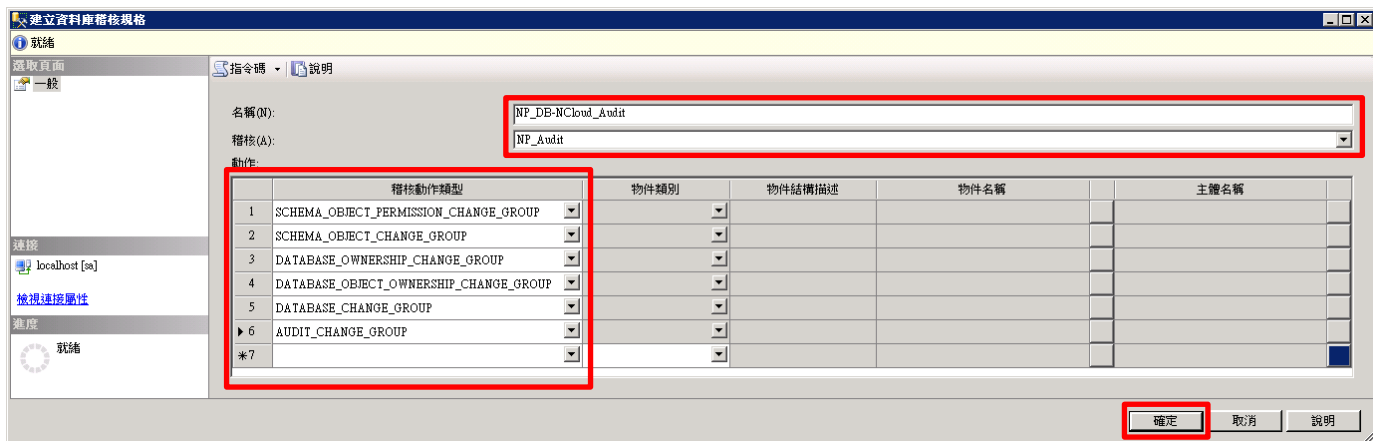 建立資料庫稽核規格
就緒
選取頁面
一般
指令碼 說明
名稱(N): NP_DB-NCloud_Audit
稽核(A): NP_Audit
動作:
稽核動作類型 物件類別 物件結構描述 物件名稱 主體名稱
1 SCHEMA_OBJECT_PERMISSION_CHANGE_GROUP
2 SCHEMA_OBJECT_CHANGE_GROUP
3 DATABASE_OWNERSHIP_CHANGE_GROUP
4 DATABASE_OBJECT_OWNERSHIP_CHANGE_GROUP
5 DATABASE_CHANGE_GROUP
6 AUDIT_CHANGE_GROUP
*7
連接
localhost [sa]
檢視連接屬性
進度
就緒
確定 取消 說明